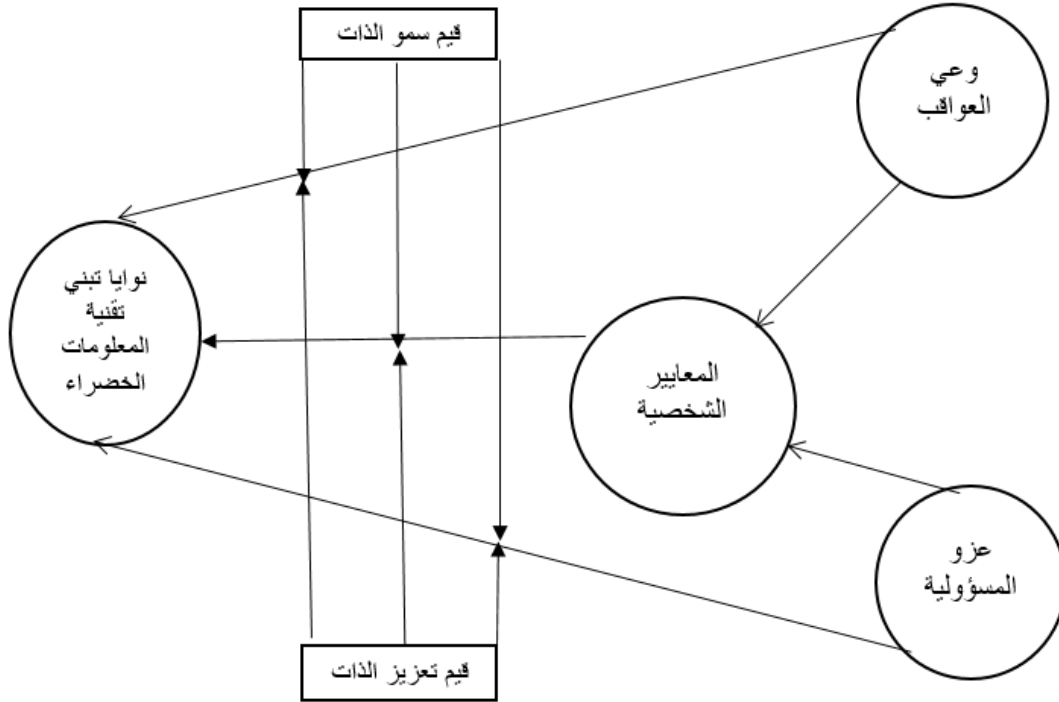 قيم سمو الذات
وعي
العواقب
نوايا تبني
تقنية
المعلومات
الخضراء
المعايير
الشخصية
عزو
المسؤولية
قيم تعزيز الذات